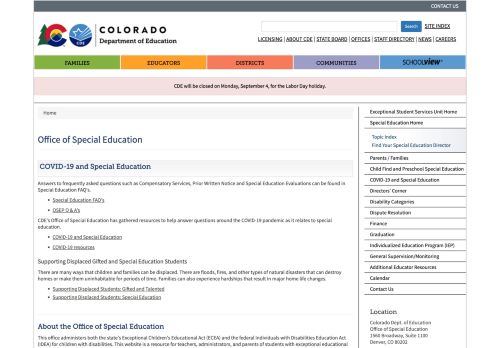 CONTACT US
COLORADO
Department of Education
CDE
Search
SITE INDEX
LICENSING | ABOUT CDE | STATE BOARD | OFFICES | STAFF DIRECTORY | NEWS | CAREERS
FAMILIES
EDUCATORS
DISTRICTS
COMMUNITIES
SCHOOLVIEW
CDE will be closed on Monday, September 4, for the Labor Day holiday.
Home
Office of Special Education
COVID-19 and Special Education
Answers to frequently asked questions such as Compensatory Services, Prior Written Notice and Special Education Evaluations can be found in
Special Education FAQ's.
Special Education FAQ's
OSEP Q & A's
CDE's Office of Special Education has gathered resources to help answer questions around the COVID-19 pandemic as it relates to special
education.
COVID-19 and Special Education
COVID-19 resources
Supporting Displaced Gifted and Special Education Students
There are many ways that children and families can be displaced. There are floods, fires, and other types of natural disasters that can destroy
homes or make them uninhabitable for periods of time. Families can also experience hardships that result in major home life changes.
Supporting Displaced Students: Gifted and Talented
Supporting Displaced Students: Special Education
About the Office of Special Education
This office administers both the state's Exceptional Children's Educational Act (ECEA) and the federal Individuals with Disabilities Education Act
(IDEA) for children with disabilities. This website is a resource for teachers, administrators, and parents of students with exceptional educational
Exceptional Student Services Unit Home
Special Education Home
Topic Index
Find Your Special Education Director
Parents / Families
Child Find and Preschool Special Education
COVID-19 and Special Education
Directors' Corner
Disability Categories
Dispute Resolution
Finance
Graduation
Individualized Education Program (IEP)
General Supervision/Monitoring
Additional Educator Resources
Calendar
Contact Us
Location
Colorado Dept. of Education
Office of Special Education
1560 Broadway, Suite 1100
Denver, CO 80202